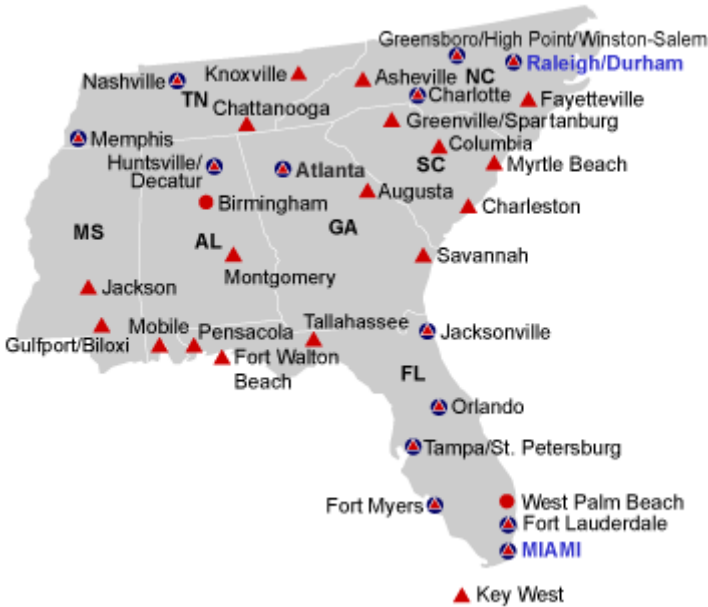 Greensboro/High Point/Winston-Salem
Raleigh/Durham
Nashville
Knoxville
Asheville
NC
TN
Charlotte
Fayetteville
Chattanooga
Greenville/Spartanburg
Memphis
Columbia
Huntsville/
Decatur
Atlanta
SC
Myrtle Beach
Augusta
Birmingham
Charleston
MS
GA
AL
Savannah
Montgomery
Jackson
Mobile
Pensacola
Tallahassee
Jacksonville
Gulfport/Biloxi
Fort Walton
Beach
FL
Orlando
Tampa/St. Petersburg
Fort Myers
West Palm Beach
Fort Lauderdale
MIAMI
Key West